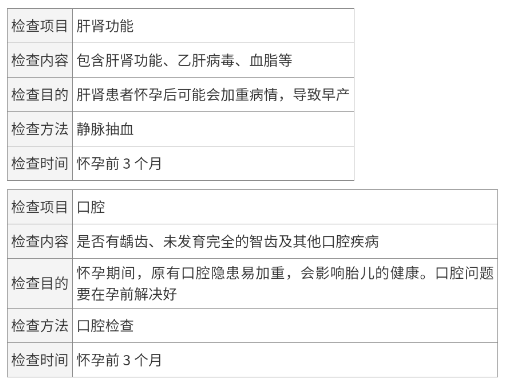 检查项目 肝肾功能
检查内容 包含肝肾功能、乙肝病毒、血脂等
检查目的 肝肾患者怀孕后可能会加重病情，导致早产
检查方法 静脉抽血
检查时间 怀孕前 3 个月
检查项目 口腔
检查内容 是否有龋齿、未发育完全的智齿及其他口腔疾病
检查目的 怀孕期间，原有口腔隐患易加重，会影响胎儿的健康。口腔问题
要在孕前解决好
检查方法 口腔检查
检查时间 怀孕前 3 个月